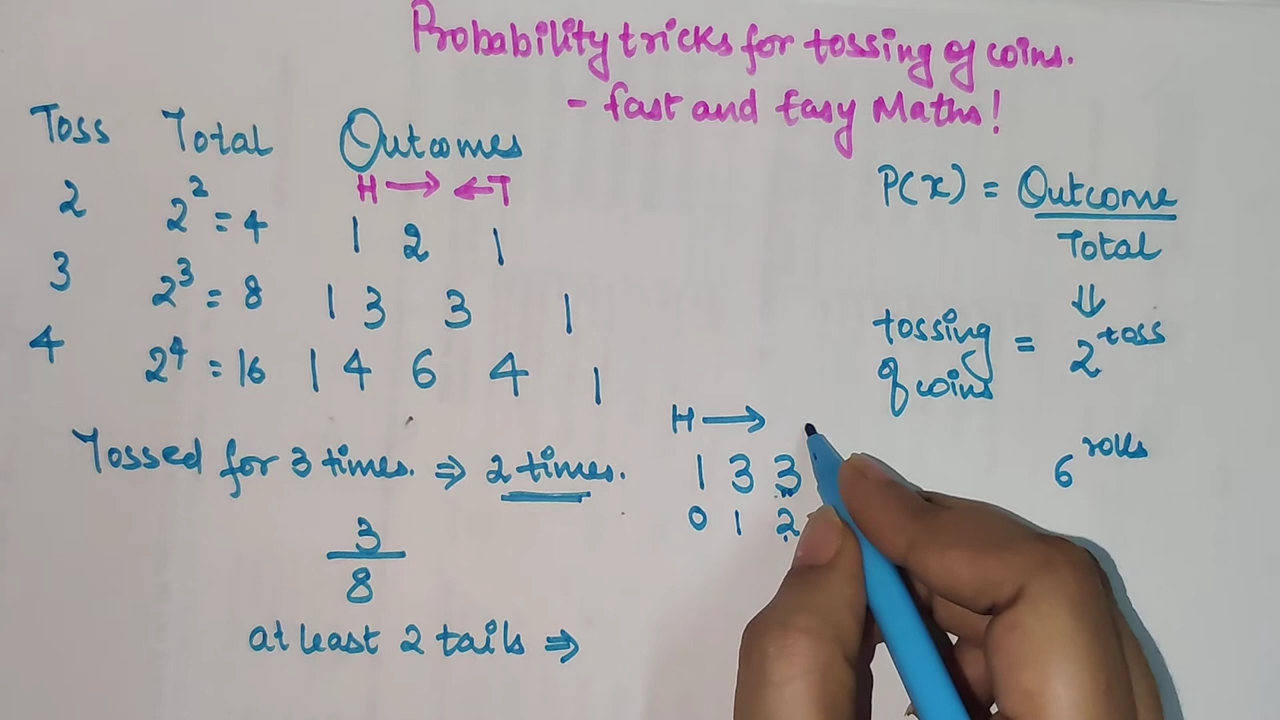 Probability tricks for tossing of coins.
- fast and Easy Maths!
Toss Total Outcomes
H → ← T
2 2² = 4 1 2 1
3 2³ = 8 1 3 3 1
4 2⁴ = 16 1 4 6 4 1
P(x) = Outcome
Total
⇓
tossing of coins = 2^toss
6^rolls
Tossed for 3 times. ⇒ 2 times.
3
8
at least 2 tails ⇒
H →
1 3 3
0 1 2